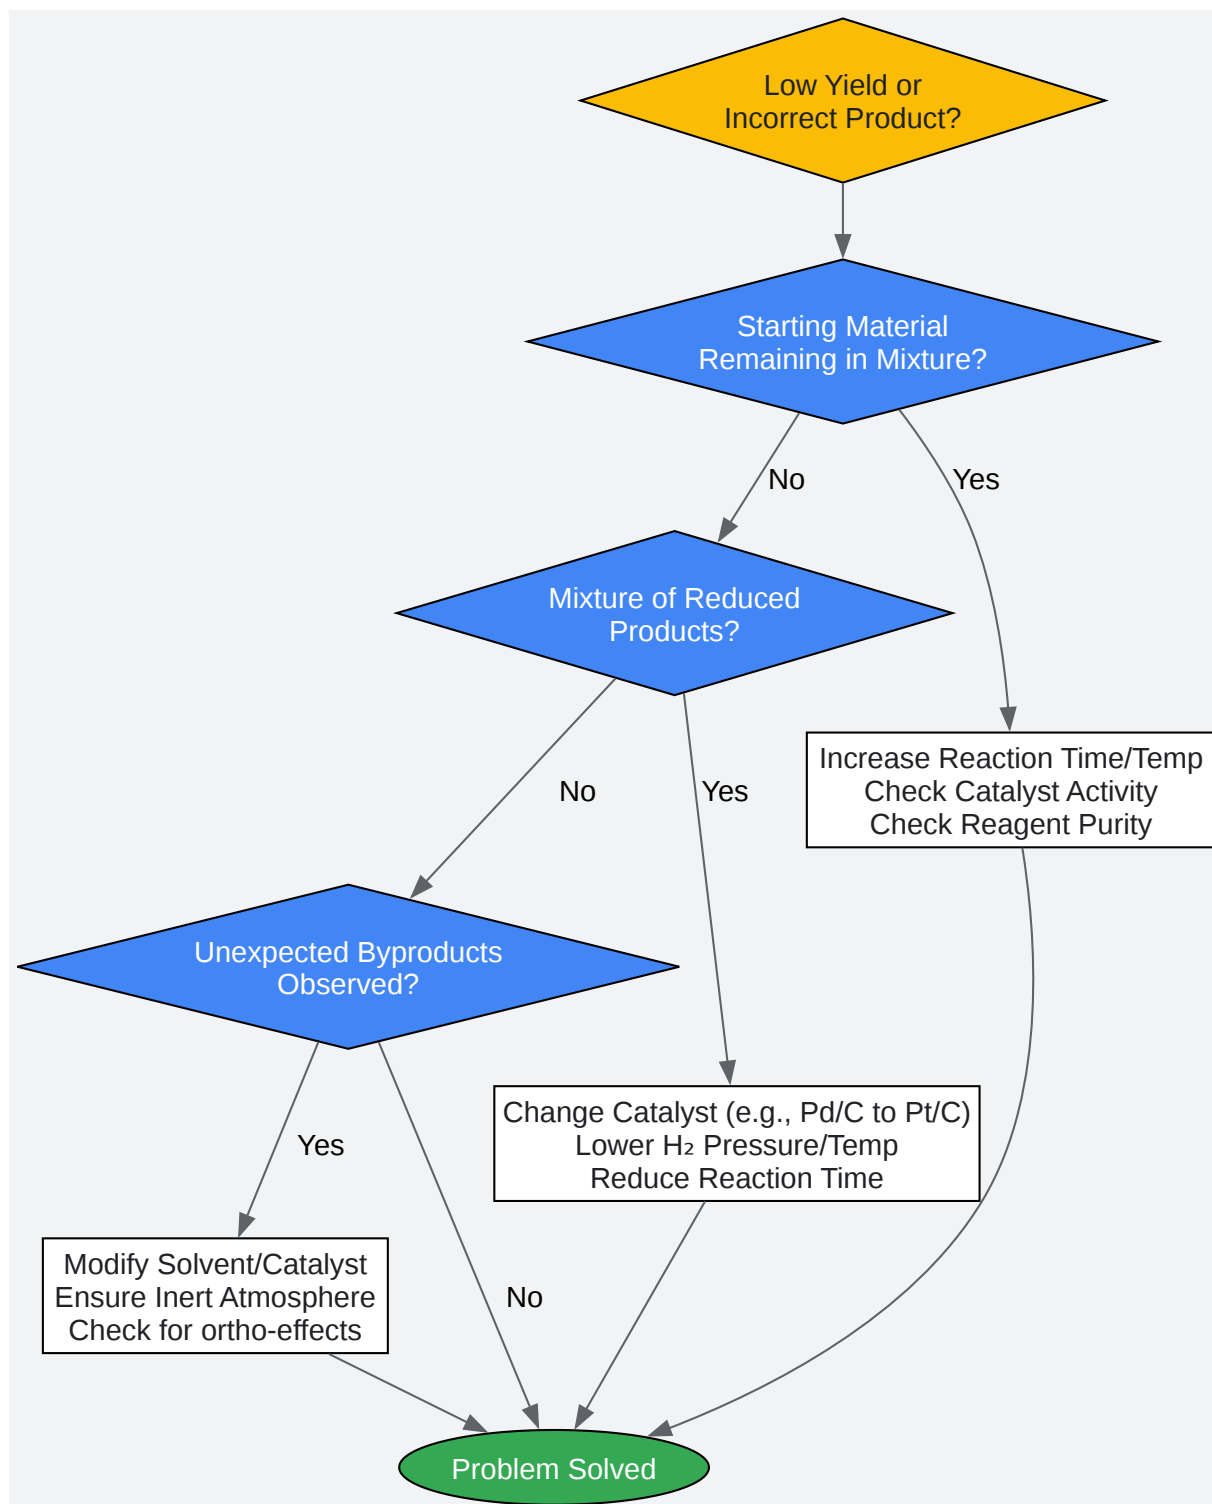 Low Yield or
Incorrect Product?
Starting Material
Remaining in Mixture?
No
Yes
Mixture of Reduced
Products?
Increase Reaction Time/Temp
Check Catalyst Activity
Check Reagent Purity
No
Yes
Unexpected Byproducts
Observed?
Change Catalyst (e.g., Pd/C to Pt/C)
Lower H₂ Pressure/Temp
Reduce Reaction Time
Yes
No
Modify Solvent/Catalyst
Ensure Inert Atmosphere
Check for ortho-effects
Problem Solved